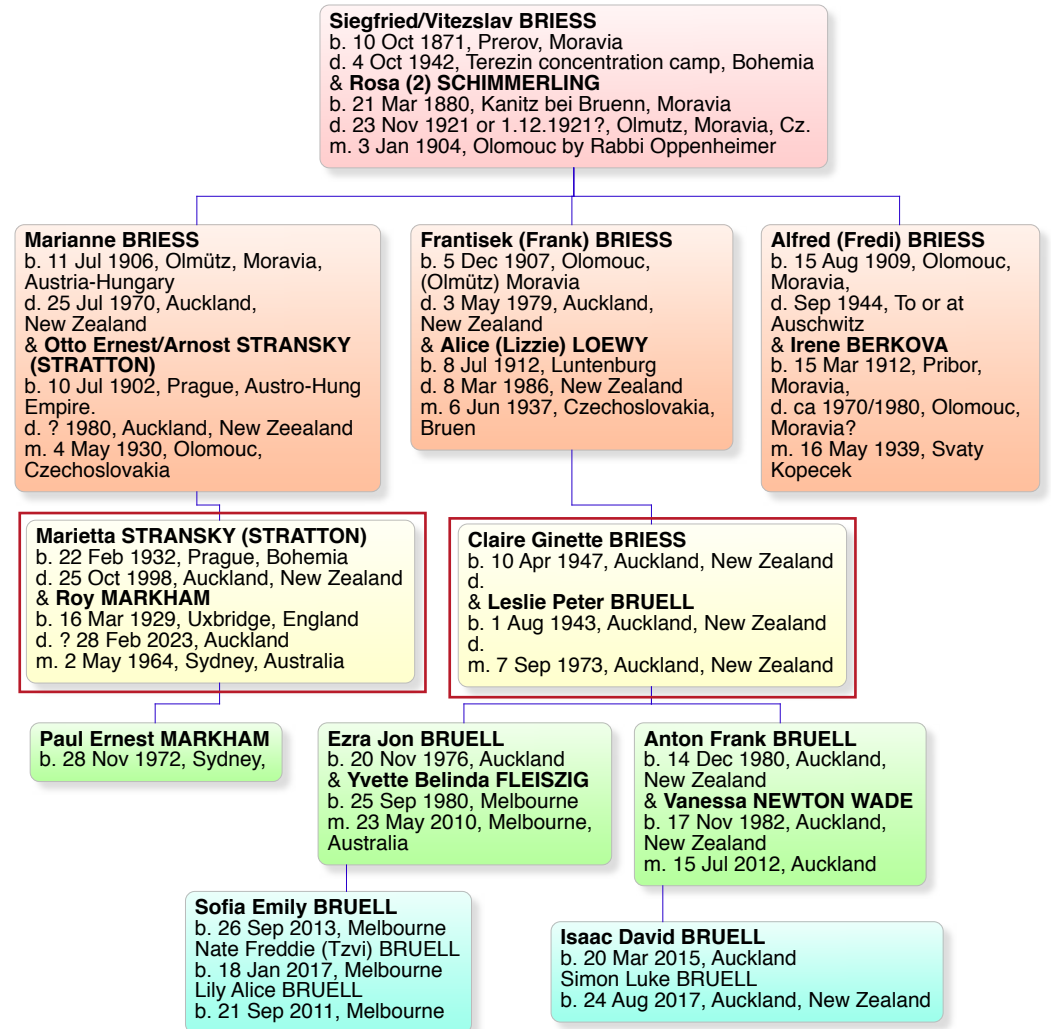 Siegfried/Vitezslav BRIESS
b. 10 Oct 1871, Prerov, Moravia
d. 4 Oct 1942, Terezin concentration camp, Bohemia
& Rosa (2) SCHIMMERLING
b. 21 Mar 1880, Kanitz bei Bruenn, Moravia
d. 23 Nov 1921 or 1.12.1921?, Olmutz, Moravia, Cz.
m. 3 Jan 1904, Olomouc by Rabbi Oppenheimer
Marianne BRIESS
b. 11 Jul 1906, Olmütz, Moravia,
Austria-Hungary
d. 25 Jul 1970, Auckland,
New Zealand
& Otto Ernest/Arnost STRANSKY
(STRATTON)
b. 10 Jul 1902, Prague, Austro-Hung
Empire.
d. ? 1980, Auckland, New Zeealand
m. 4 May 1930, Olomouc,
Czechoslovakia
Frantisek (Frank) BRIESS
b. 5 Dec 1907, Olomouc,
(Olmütz) Moravia
d. 3 May 1979, Auckland,
New Zealand
& Alice (Lizzie) LOEWY
b. 8 Jul 1912, Luntenburg
d. 8 Mar 1986, New Zealand
m. 6 Jun 1937, Czechoslovakia,
Bruen
Alfred (Fredi) BRIESS
b. 15 Aug 1909, Olomouc,
Moravia,
d. Sep 1944, To or at
Auschwitz
& Irene BERKOVA
b. 15 Mar 1912, Pribor,
Moravia,
d. ca 1970/1980, Olomouc,
Moravia?
m. 16 May 1939, Svaty
Kopecek
Marietta STRANSKY (STRATTON)
b. 22 Feb 1932, Prague, Bohemia
d. 25 Oct 1998, Auckland, New Zealand
& Roy MARKHAM
b. 16 Mar 1929, Uxbridge, England
d. ? 28 Feb 2023, Auckland
m. 2 May 1964, Sydney, Australia
Claire Ginette BRIESS
b. 10 Apr 1947, Auckland, New Zealand
d.
& Leslie Peter BRUELL
b. 1 Aug 1943, Auckland, New Zealand
d.
m. 7 Sep 1973, Auckland, New Zealand
Paul Ernest MARKHAM
b. 28 Nov 1972, Sydney,
Ezra Jon BRUELL
b. 20 Nov 1976, Auckland
& Yvette Belinda FLEISZIG
b. 25 Sep 1980, Melbourne
m. 23 May 2010, Melbourne,
Australia
Anton Frank BRUELL
b. 14 Dec 1980, Auckland,
New Zealand
& Vanessa NEWTON WADE
b. 17 Nov 1982, Auckland,
New Zealand
m. 15 Jul 2012, Auckland
Sofia Emily BRUELL
b. 26 Sep 2013, Melbourne
Nate Freddie (Tzvi) BRUELL
b. 18 Jan 2017, Melbourne
Lily Alice BRUELL
b. 21 Sep 2011, Melbourne
Isaac David BRUELL
b. 20 Mar 2015, Auckland
Simon Luke BRUELL
b. 24 Aug 2017, Auckland, New Zealand